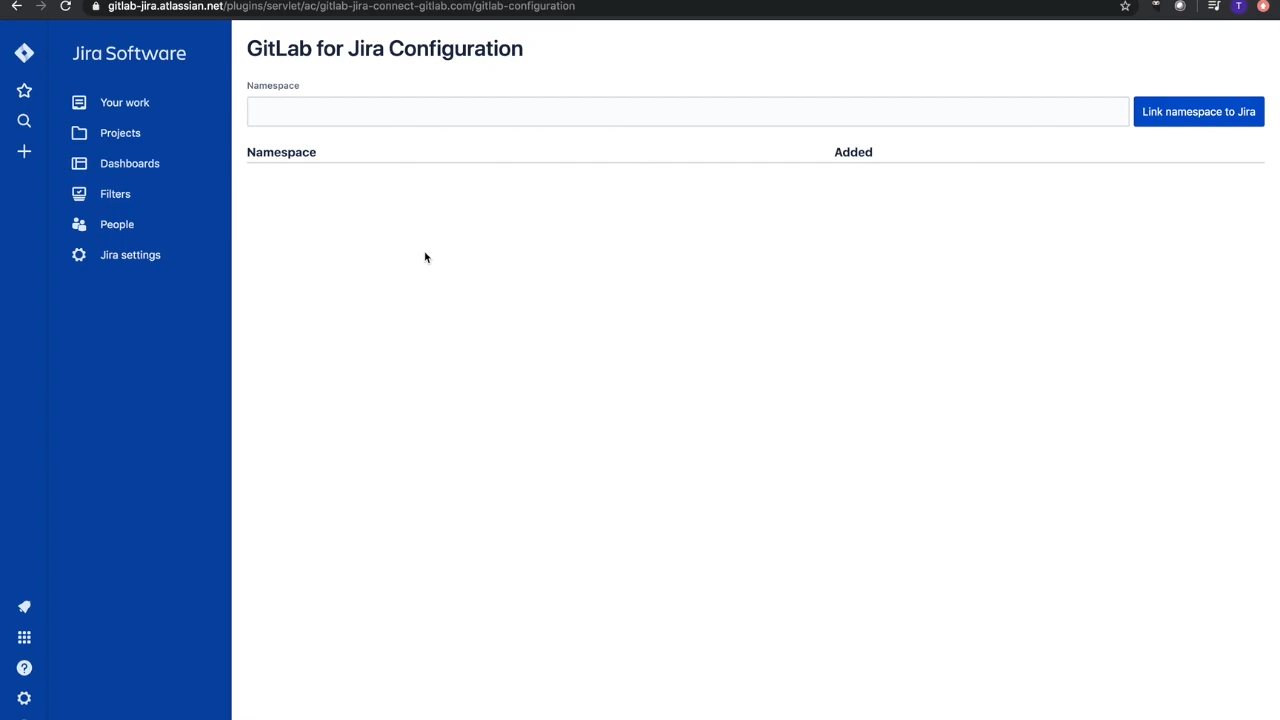 gitlab-jira.atlassian.net/plugins/servlet/ac/gitlab-jira-connect-gitlab.com/gitlab-configuration
T
Jira Software
Your work
Projects
Dashboards
Filters
People
Jira settings
GitLab for Jira Configuration
Namespace
Link namespace to Jira
Namespace Added